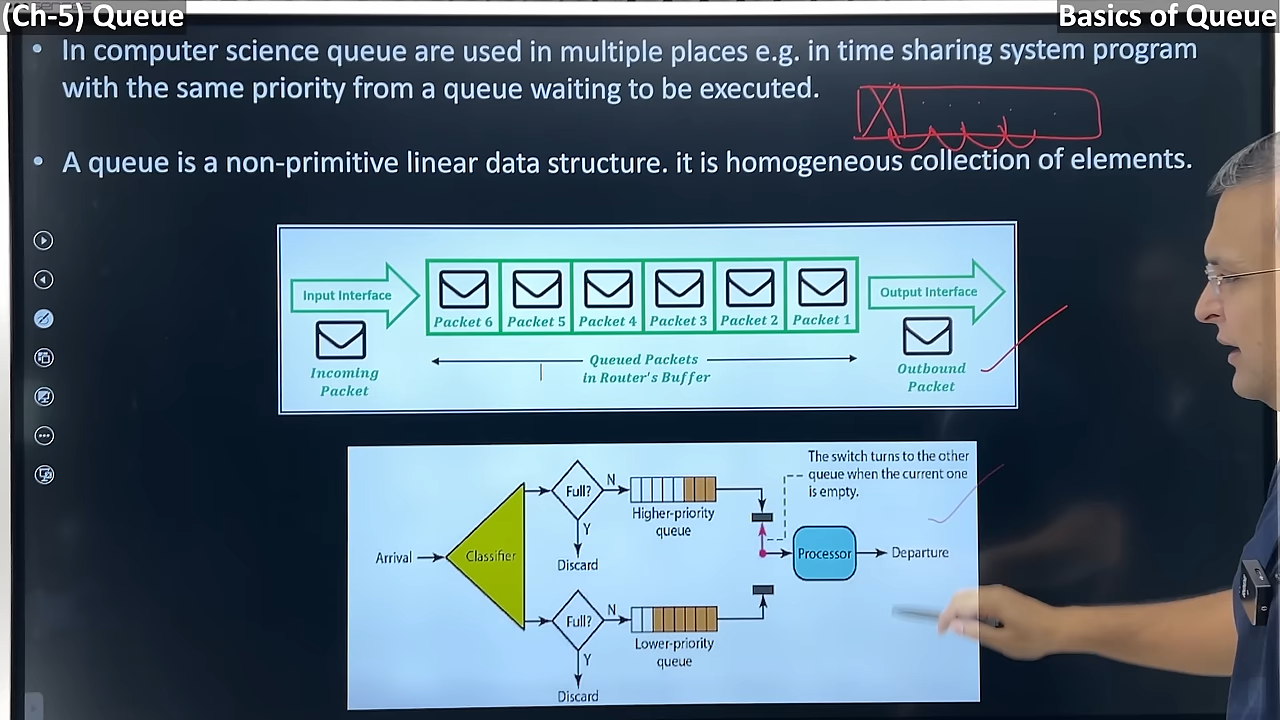 (Ch-5) Queue
Basics of Queue
• In computer science queue are used in multiple places e.g. in time sharing system program
with the same priority from a queue waiting to be executed.
• A queue is a non-primitive linear data structure. it is homogeneous collection of elements.
Input Interface
Incoming
Packet
Packet 6 Packet 5 Packet 4 Packet 3 Packet 2 Packet 1
Queued Packets
in Router's Buffer
Output Interface
Outbound
Packet
Arrival
Classifier
Full?
N
Y
Discard
Higher-priority
queue
Full?
N
Y
Discard
Lower-priority
queue
The switch turns to the other
queue when the current one
is empty.
Processor
Departure